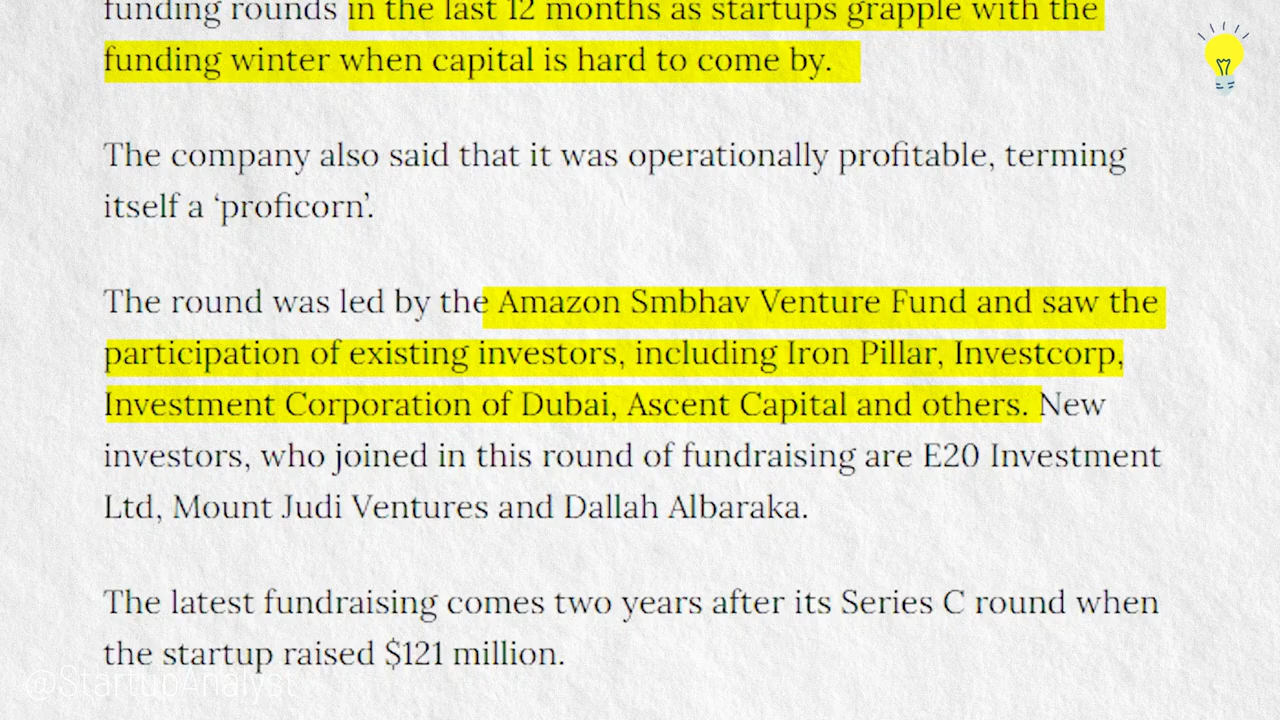 funding rounds in the last 12 months as startups grapple with the
funding winter when capital is hard to come by.
The company also said that it was operationally profitable, terming
itself a ‘proficorn’.
The round was led by the Amazon Smbhav Venture Fund and saw the
participation of existing investors, including Iron Pillar, Investcorp,
Investment Corporation of Dubai, Ascent Capital and others. New
investors, who joined in this round of fundraising are E20 Investment
Ltd, Mount Judi Ventures and Dallah Albaraka.
The latest fundraising comes two years after its Series C round when
the startup raised $121 million.
@StartupAnalyst